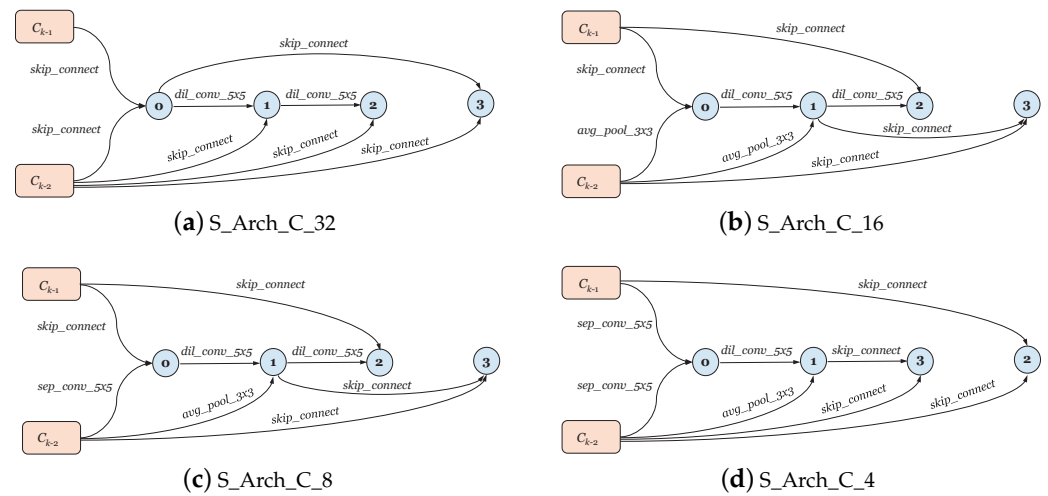 C_{k-1}
skip_connect
skip_connect
0
dil_conv_5x5
1
dil_conv_5x5
2
3
skip_connect
skip_connect
skip_connect
skip_connect
C_{k-2}
(a) S_Arch_C_32
C_{k-1}
skip_connect
skip_connect
0
dil_conv_5x5
1
dil_conv_5x5
2
3
avg_pool_3x3
avg_pool_3x3
skip_connect
skip_connect
C_{k-2}
(b) S_Arch_C_16
C_{k-1}
skip_connect
skip_connect
0
dil_conv_5x5
1
dil_conv_5x5
2
3
sep_conv_5x5
avg_pool_3x3
skip_connect
skip_connect
C_{k-2}
(c) S_Arch_C_8
C_{k-1}
skip_connect
sep_conv_5x5
0
dil_conv_5x5
1
skip_connect
3
2
sep_conv_5x5
avg_pool_3x3
skip_connect
skip_connect
C_{k-2}
(d) S_Arch_C_4